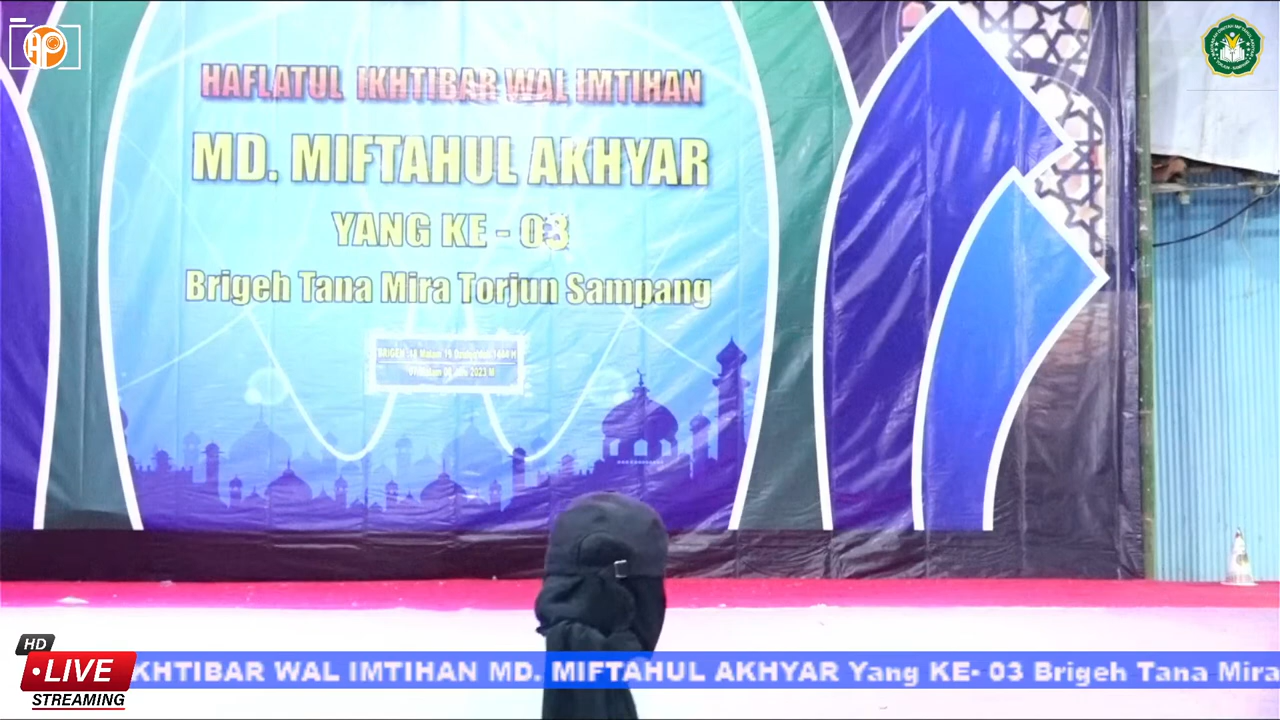 HAFLATUL IKHTIBAR WAL IMTIHAN
MD. MIFTAHUL AKHYAR
YANG KE - 03
Brigeh Tana Mira Torjun Sampang
HD
LIVE
STREAMING
KHTIBAR WAL IMTIHAN MD. MIFTAHUL AKHYAR Yang KE- 03 Brigeh Tana Mira